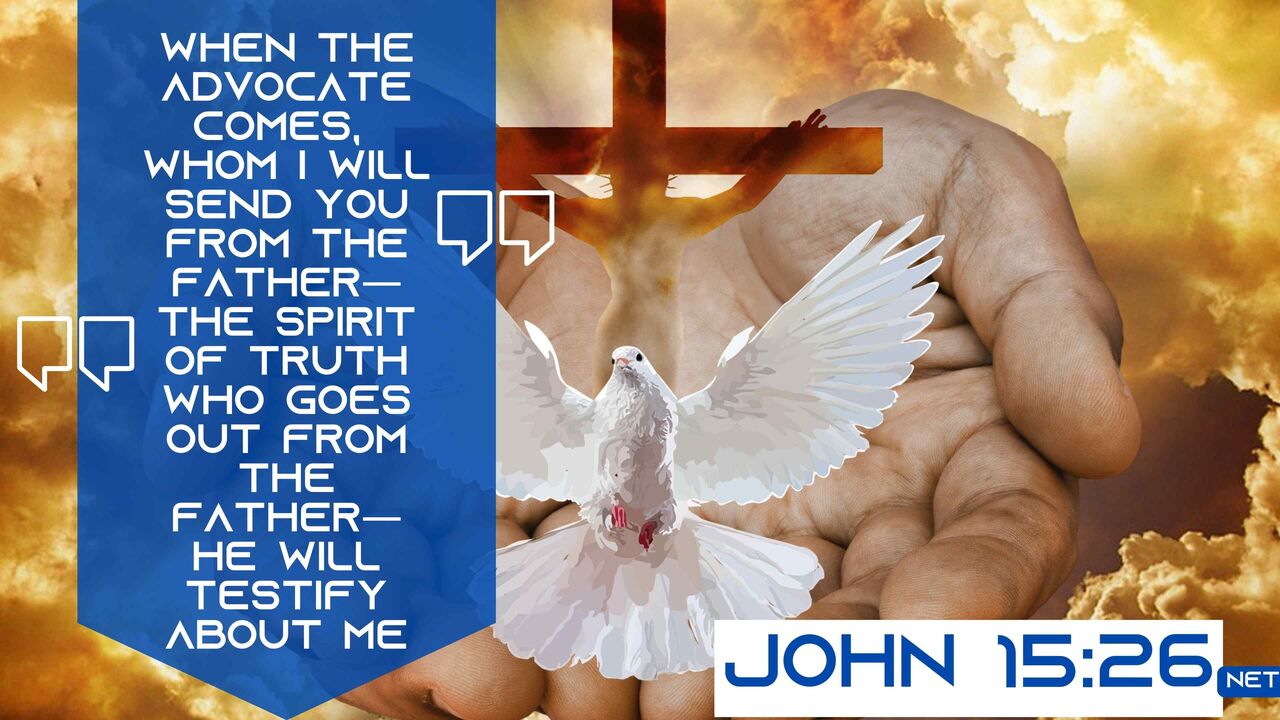 WHEN THE
ADVOCATE
COMES,
WHOM I WILL
SEND YOU
FROM THE
FATHER—
THE SPIRIT
OF TRUTH
WHO GOES
OUT FROM
THE
FATHER—
HE WILL
TESTIFY
ABOUT ME
JOHN 15:26
NET